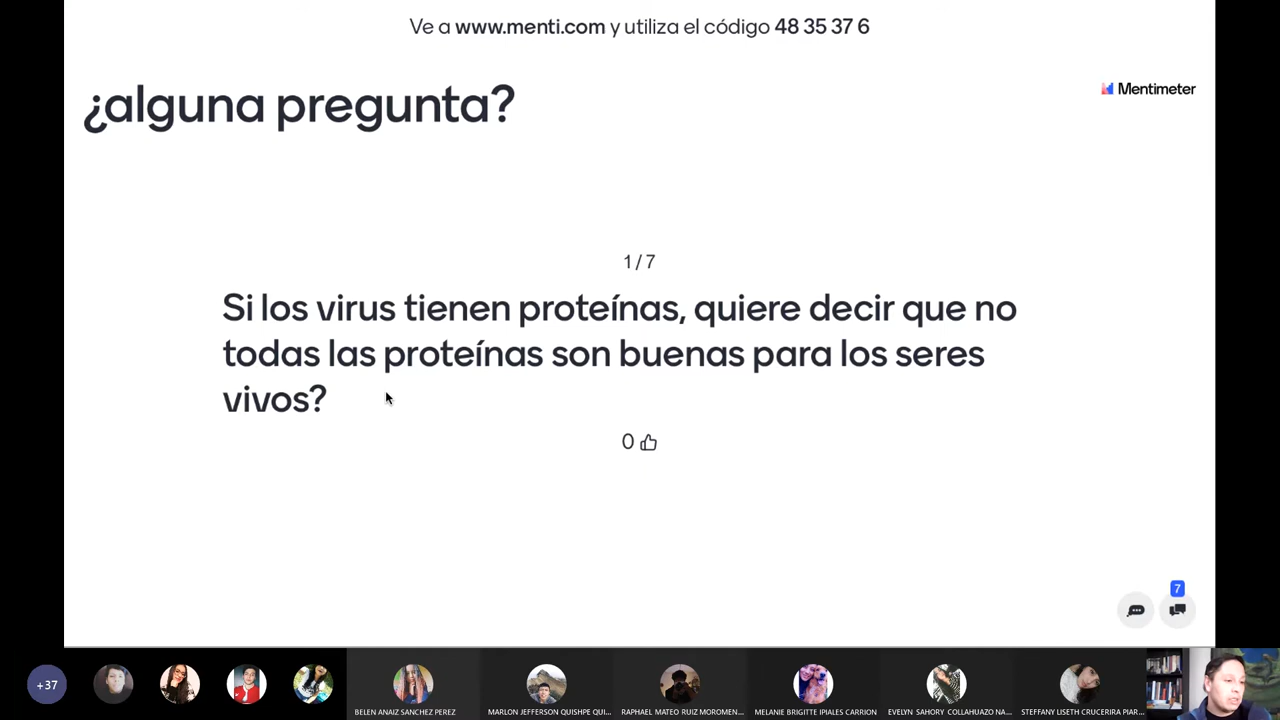 Ve a www.menti.com y utiliza el código 48 35 37 6
¿alguna pregunta?
Mentimeter
1 / 7
Si los virus tienen proteínas, quiere decir que no
todas las proteínas son buenas para los seres
vivos?
0
7
+37
BELEN ANAIZ SANCHEZ PEREZ
MARLON JEFFERSON QUISHPE QUI...
RAPHAEL MATEO RUIZ MOROMEN...
MELANIE BRIGITTE IPIALES CARRION
EVELYN SAHORY COLLAHUAZO NA...
STEFFANY LISETH CRUCERIRA PIAR...